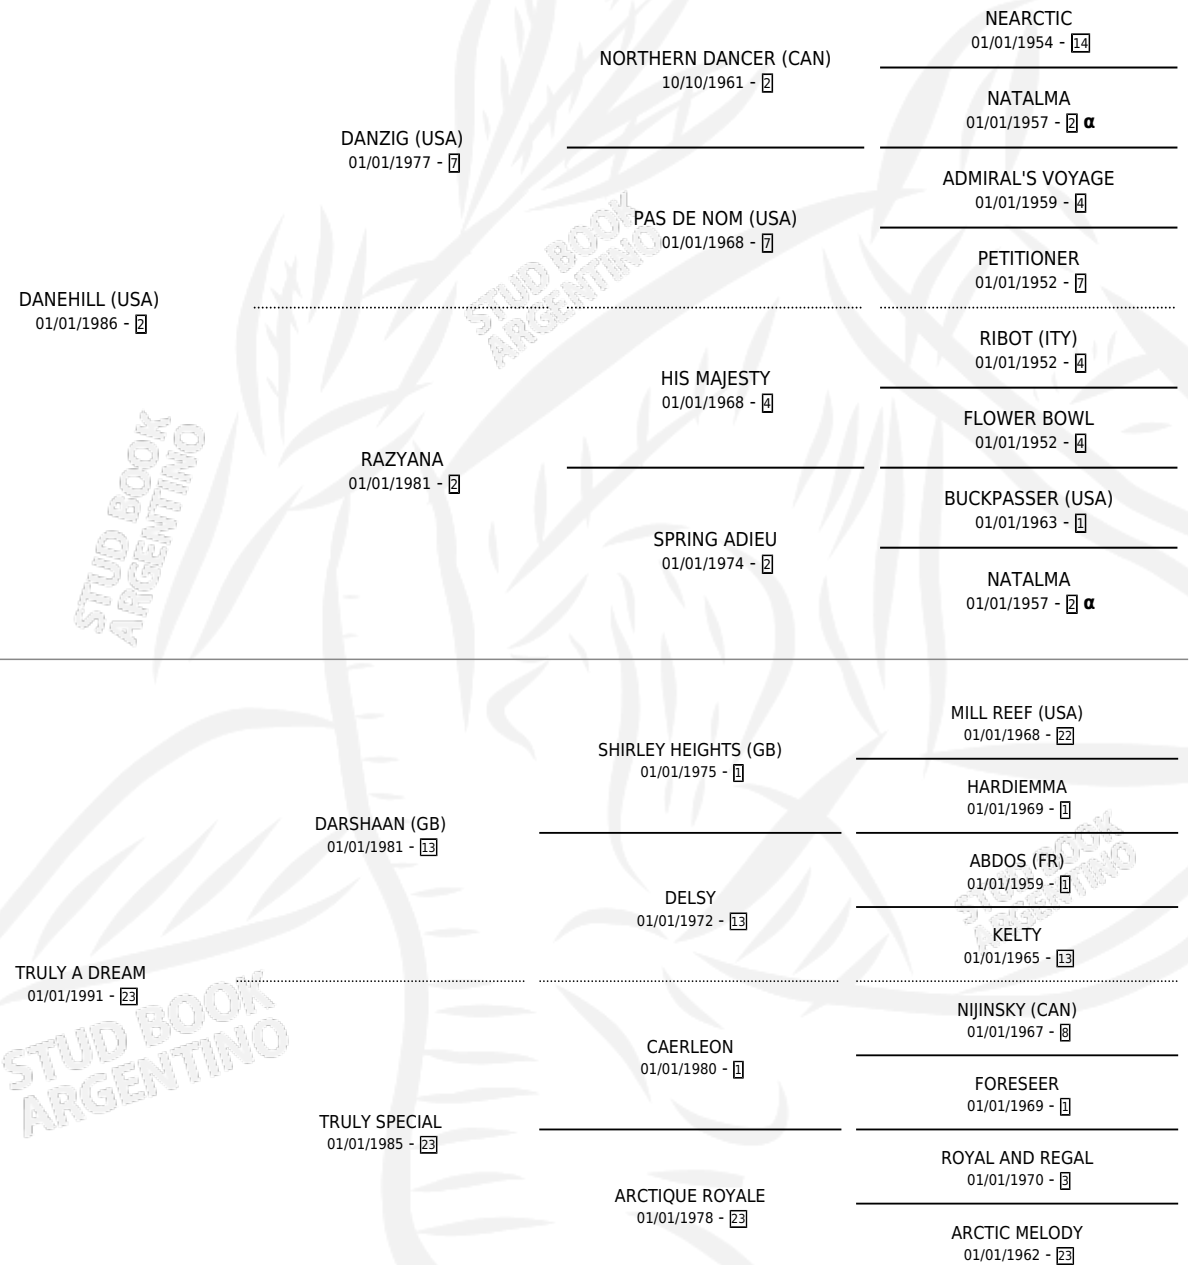 NEARCTIC
01/01/1954 - 14
NORTHERN DANCER (CAN)
10/10/1961 - 2
NATALMA
01/01/1957 - 2 α
DANZIG (USA)
01/01/1977 - 7
ADMIRAL'S VOYAGE
01/01/1959 - 4
PAS DE NOM (USA)
01/01/1968 - 7
PETITIONER
01/01/1952 - 7
DANEHILL (USA)
01/01/1986 - 2
RIBOT (ITY)
01/01/1952 - 4
HIS MAJESTY
01/01/1968 - 4
FLOWER BOWL
01/01/1952 - 4
RAZYANA
01/01/1981 - 2
BUCKPASSER (USA)
01/01/1963 - 1
SPRING ADIEU
01/01/1974 - 2
NATALMA
01/01/1957 - 2 α
MILL REEF (USA)
01/01/1968 - 22
SHIRLEY HEIGHTS (GB)
01/01/1975 - 1
HARDIEMMA
01/01/1969 - 1
DARSHAAN (GB)
01/01/1981 - 13
ABDOS (FR)
01/01/1959 - 1
DELSY
01/01/1972 - 13
KELTY
01/01/1965 - 13
TRULY A DREAM
01/01/1991 - 23
NIJINSKY (CAN)
01/01/1967 - 8
CAERLEON
01/01/1980 - 1
FORESEER
01/01/1969 - 1
TRULY SPECIAL
01/01/1985 - 23
ROYAL AND REGAL
01/01/1970 - 3
ARCTIQUE ROYALE
01/01/1978 - 23
ARCTIC MELODY
01/01/1962 - 23
STUD BOOK
ARGENTINO
STUD BOOK
ARGENTINO
STUD BOOK
ARGENTINO
STUD BOOK
ARGENTINO